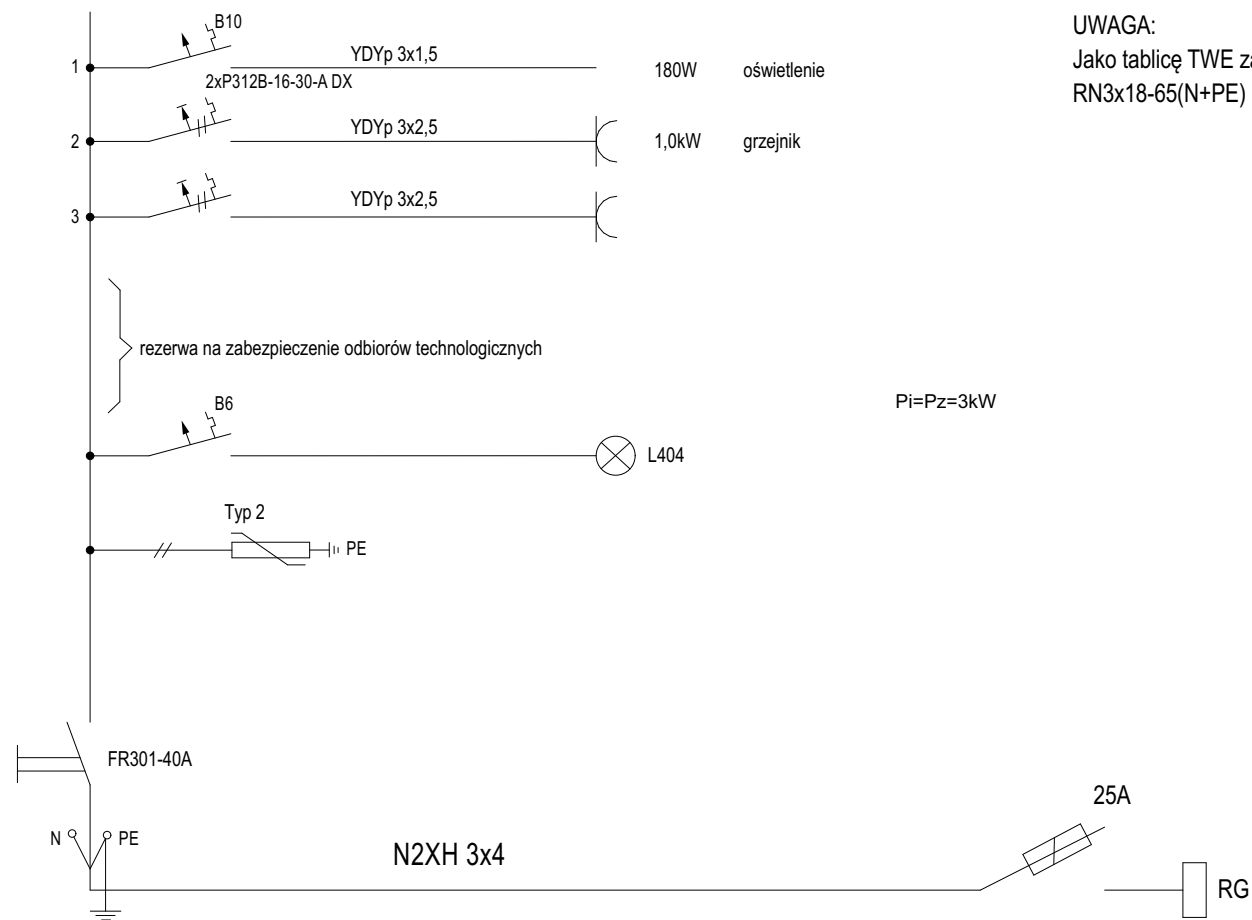 B10
UWAGA:
1
YDYp 3x1,5
180W oświetlenie
Jako tablicę TWE
2xP312B-16-30-A DX
RN3x18-65(N+PE)
2
YDYp 3x2,5
1,0kW grzejnik
3
YDYp 3x2,5
rezerwa na zabezpieczenie odbiorów technologicznych
Pi=Pz=3kW
B6
L404
Typ 2
PE
FR301-40A
25A
N
PE
N2XH 3x4
RG